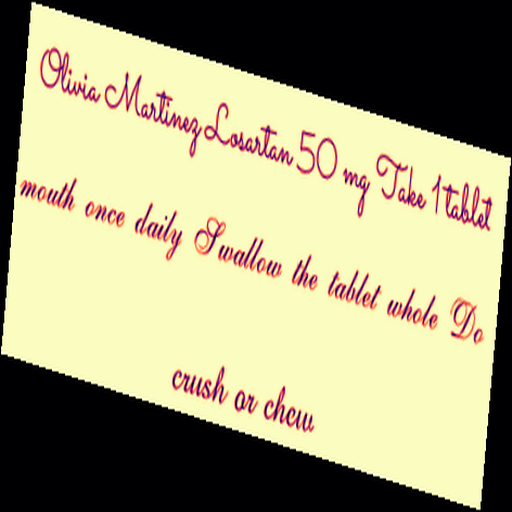 Olivia Martinez Losartan 50 mg Take 1 tablet
mouth once daily Swallow the tablet whole Do
crush or chew